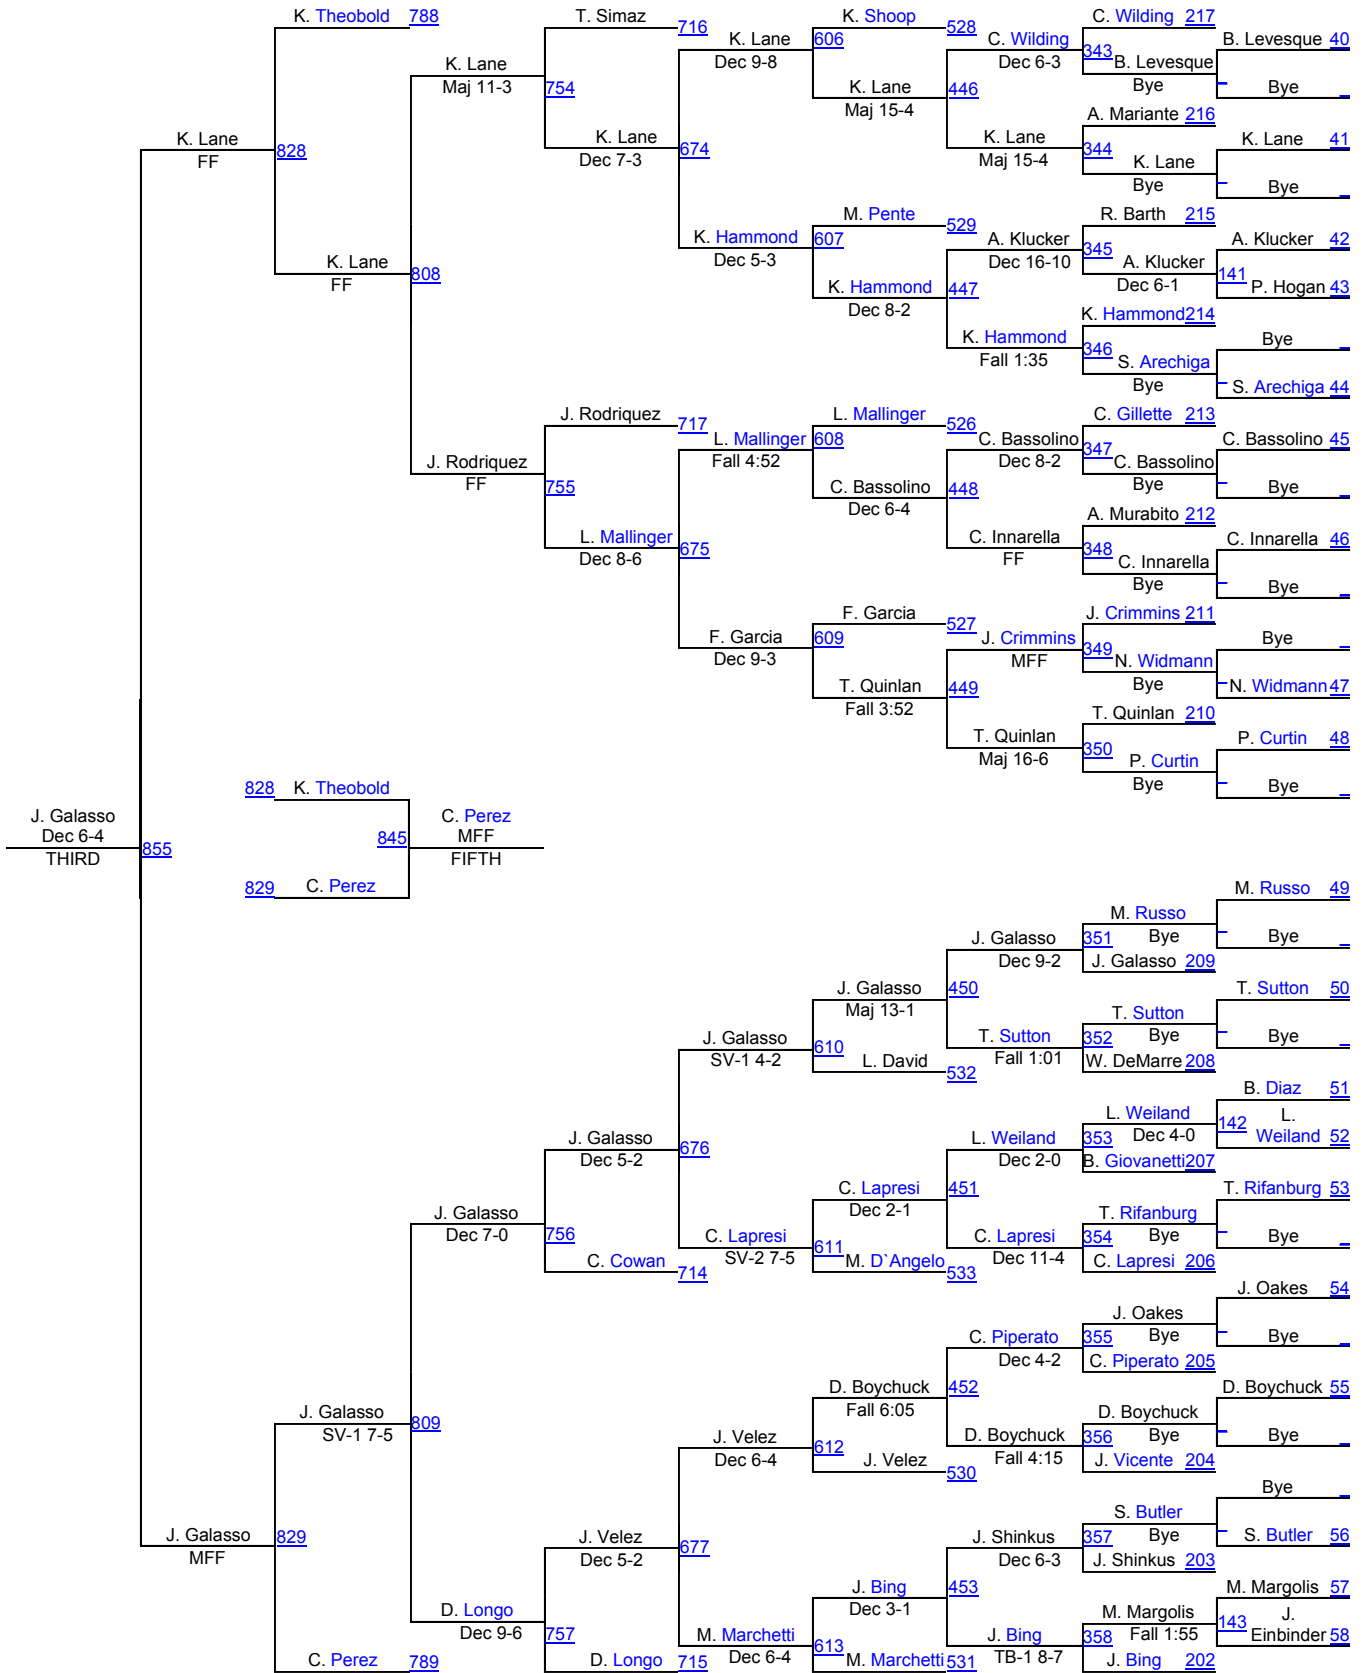 K. Theobold 788
T. Simaz 716
K. Shoop 528
C. Wilding 217
B. Levesque 40
K. Lane 606
Dec 9-8
C. Wilding 343
Dec 6-3
B. Levesque
Bye
Bye
K. Lane
Maj 11-3
754
K. Lane 446
Maj 15-4
A. Mariante 216
K. Lane
FF
828
K. Lane 674
Dec 7-3
K. Lane 344
Maj 15-4
K. Lane
Bye
K. Lane 41
Bye
K. Lane
FF
808
K. Hammond 607
Dec 5-3
M. Pente 529
A. Klucker 345
Dec 16-10
R. Barth 215
A. Klucker 141
Dec 6-1
A. Klucker 42
P. Hogan 43
K. Hammond 447
Dec 8-2
K. Hammond 214
K. Hammond 346
Fall 1:35
S. Arechiga
Bye
Bye
S. Arechiga 44
J. Rodriquez 717
L. Mallinger 526
C. Gillette 213
L. Mallinger 608
Fall 4:52
C. Bassolino 347
Dec 8-2
C. Bassolino
Bye
C. Bassolino 45
Bye
J. Rodriquez
FF
755
C. Bassolino 448
Dec 6-4
A. Murabito 212
L. Mallinger 675
Dec 8-6
C. Innarella 348
FF
C. Innarella
Bye
C. Innarella 46
Bye
F. Garcia 527
J. Crimmins 211
F. Garcia 609
Dec 9-3
J. Crimmins 349
MFF
N. Widmann
Bye
Bye
N. Widmann 47
T. Quinlan 449
Fall 3:52
T. Quinlan 210
T. Quinlan 350
Maj 16-6
P. Curtin
Bye
P. Curtin 48
Bye
828 K. Theobold
J. Galasso
Dec 6-4
THIRD
855
845
C. Perez
MFF
FIFTH
829 C. Perez
M. Russo 49
M. Russo
351 Bye
Bye
J. Galasso
Dec 9-2
J. Galasso 209
J. Galasso
Maj 13-1
450
T. Sutton 50
T. Sutton
352 Bye
Bye
J. Galasso
SV-1 4-2
610
L. David 532
T. Sutton
Fall 1:01
W. DeMarre 208
B. Diaz 51
L. Weiland
353 Dec 4-0
142 L.
Weiland 52
J. Galasso
Dec 5-2
676
L. Weiland
Dec 2-0
B. Giovanetti 207
C. Lapresi 451
Dec 2-1
T. Rifanburg 53
J. Galasso
Dec 7-0
756
C. Lapresi 611
SV-2 7-5
T. Rifanburg
354 Bye
Bye
C. Cowan 714
M. D`Angelo 533
C. Lapresi
Dec 11-4
C. Lapresi 206
J. Oakes 54
J. Oakes
355 Bye
Bye
C. Piperato
Dec 4-2
C. Piperato 205
D. Boychuck 452
Fall 6:05
D. Boychuck 55
J. Galasso
SV-1 7-5
809
J. Velez
Dec 6-4
612
D. Boychuck
356 Bye
Bye
J. Velez 530
D. Boychuck
Fall 4:15
J. Vicente 204
Bye
S. Butler
357 Bye
S. Butler 56
J. Galasso
MFF
829
J. Velez
Dec 5-2
677
J. Shinkus
Dec 6-3
J. Shinkus 203
J. Bing 453
Dec 3-1
M. Margolis 57
D. Longo
Dec 9-6
757
M. Marchetti
Dec 6-4
613
J. Bing
TB-1 8-7
M. Margolis
358 Fall 1:55
143 J.
Einbinder 58
C. Perez 789
D. Longo 715
M. Marchetti 531
J. Bing 202